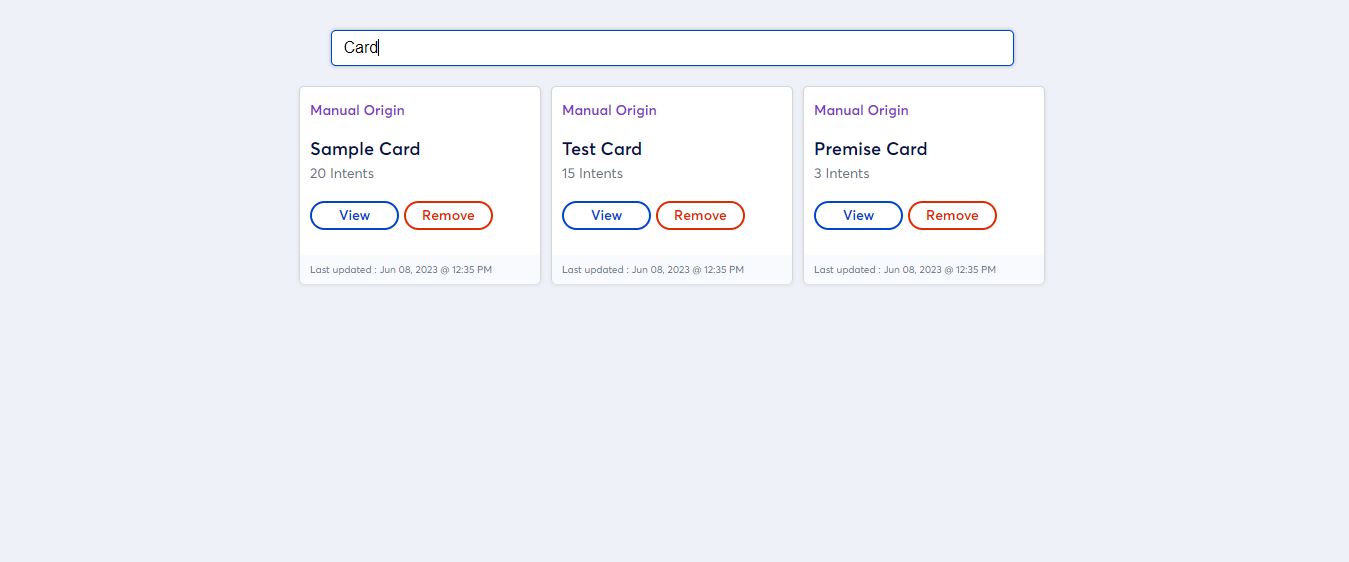 Card
Manual Origin
Sample Card
20 Intents
View
Remove
Last updated : Jun 08, 2023 @ 12:35 PM
Manual Origin
Test Card
15 Intents
View
Remove
Last updated : Jun 08, 2023 @ 12:35 PM
Manual Origin
Premise Card
3 Intents
View
Remove
Last updated : Jun 08, 2023 @ 12:35 PM